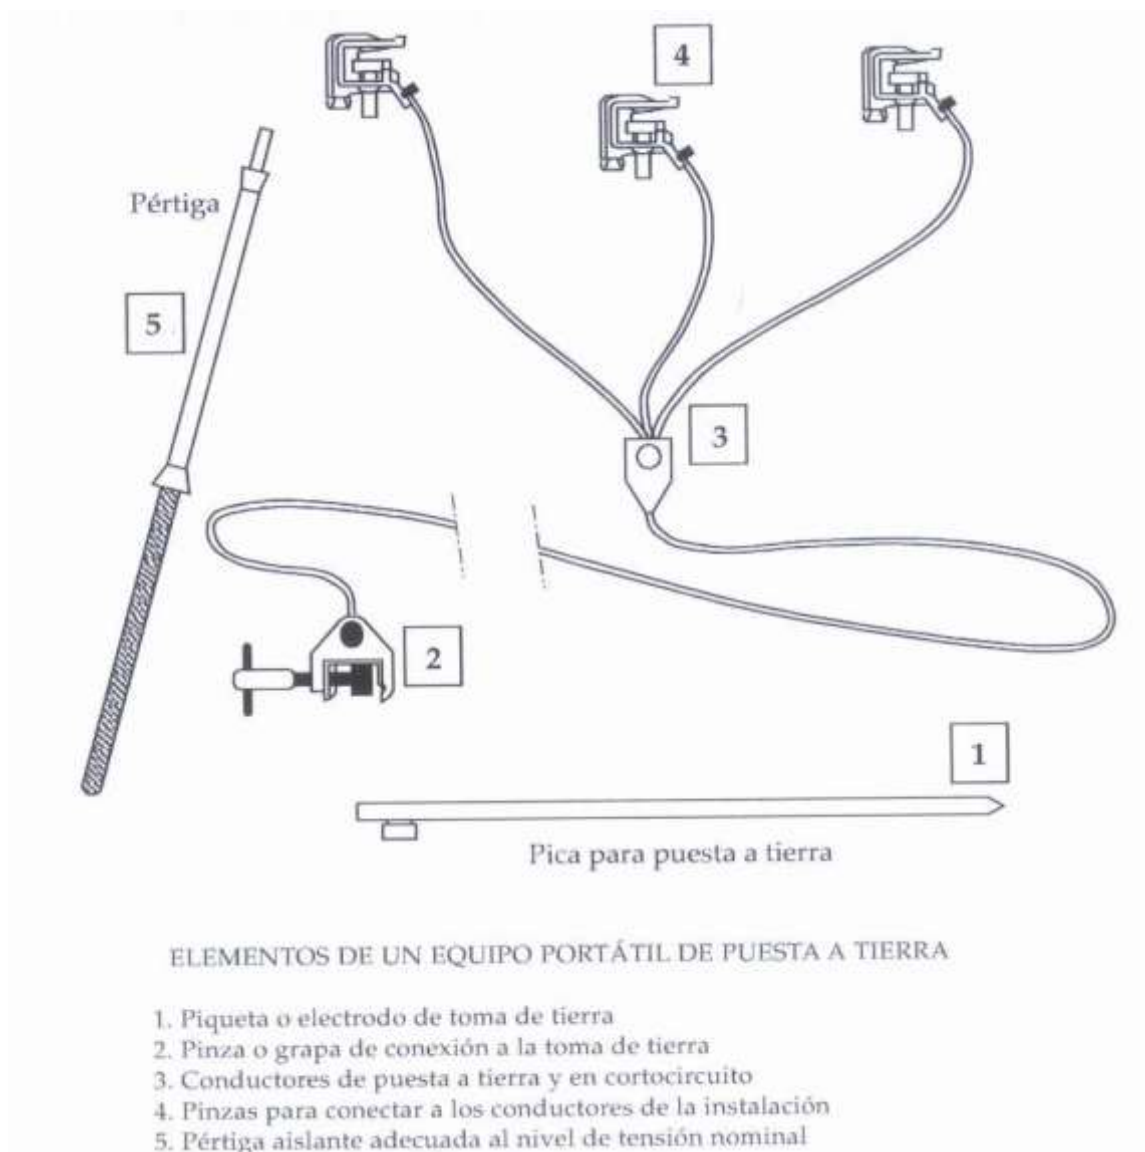 4
Pértiga
5
3
2
1
Pica para puesta a tierra
ELEMENTOS DE UN EQUIPO PORTÁTIL DE PUESTA A TIERRA
1. Piqueta o electrodo de toma de tierra
2. Pinza o grapa de conexión a la toma de tierra
3. Conductores de puesta a tierra y en cortocircuito
4. Pinzas para conectar a los conductores de la instalación
5. Pértiga aislante adecuada al nivel de tensión nominal